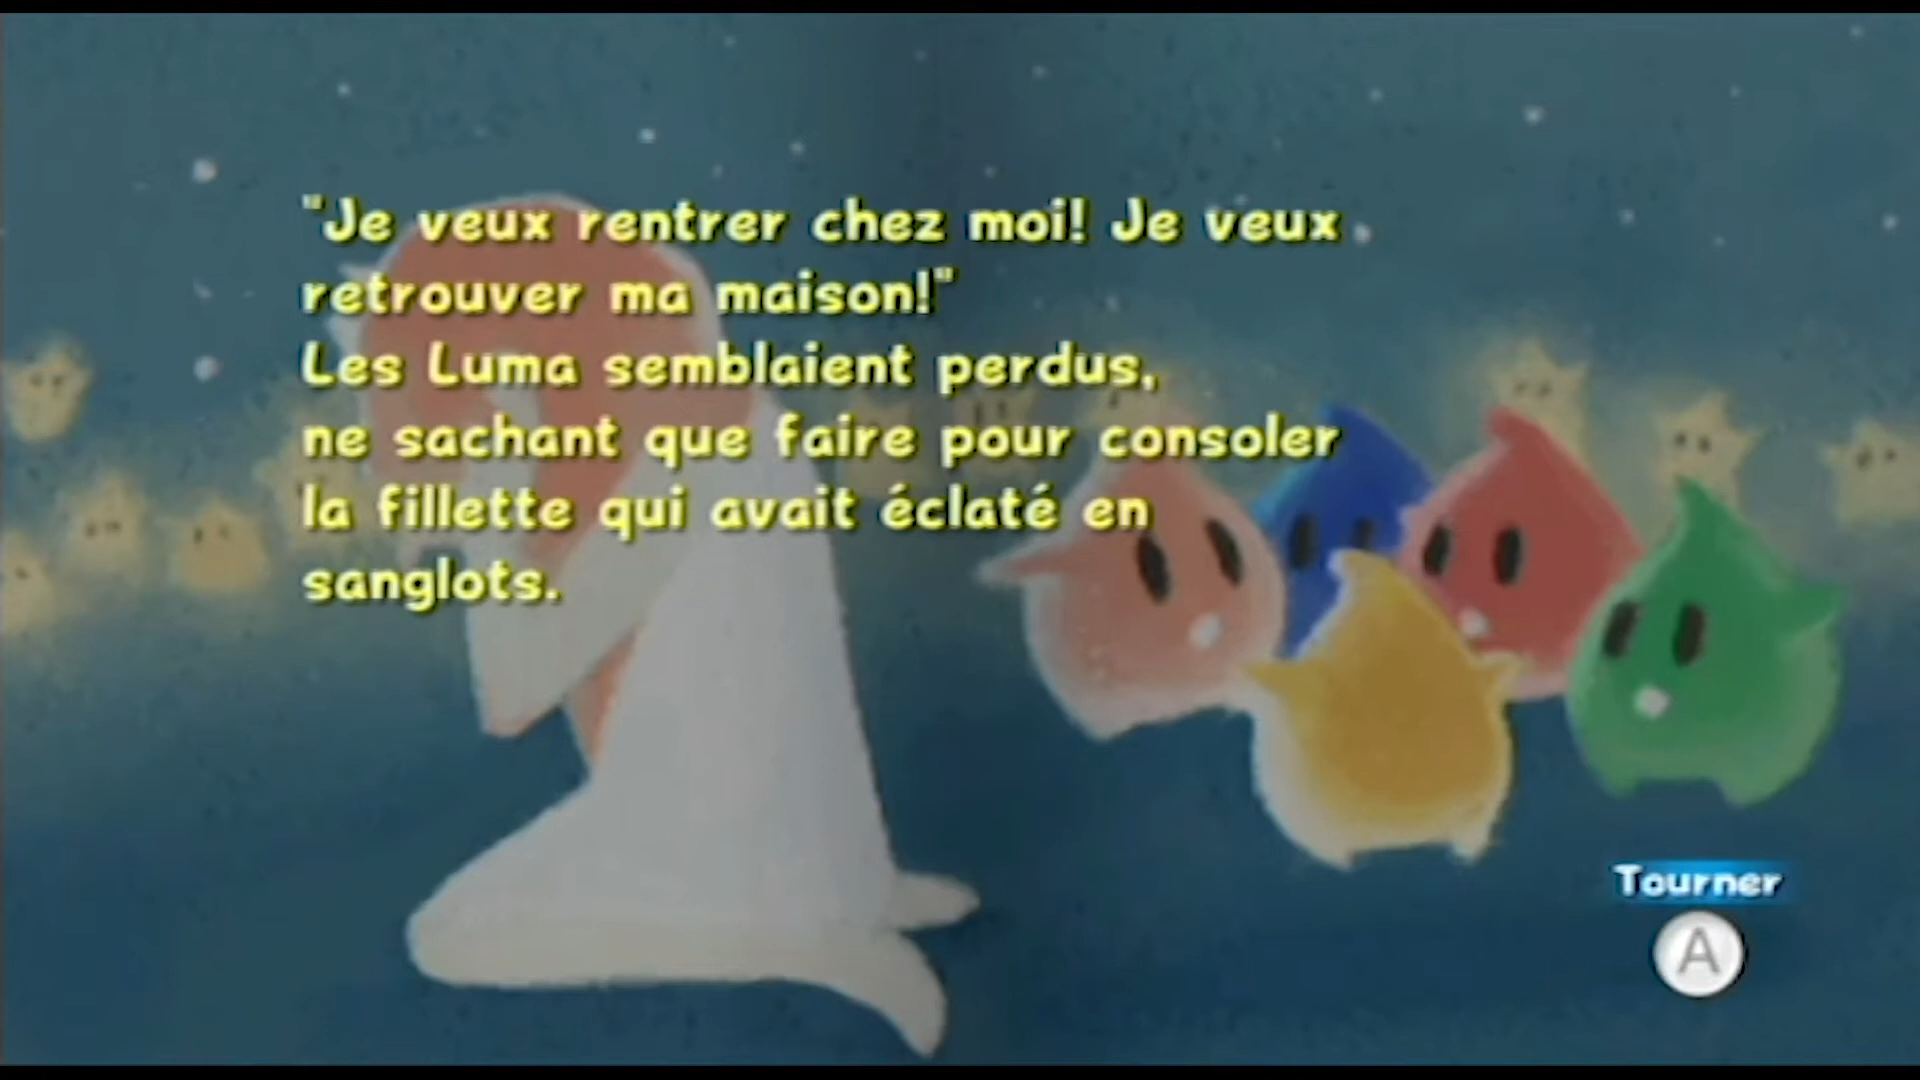 "Je veux rentrer chez moi! Je veux
retrouver ma maison!"
Les Luma semblaient perdus,
ne sachant que faire pour consoler
la fillette qui avait éclaté en
sanglots.
Tourner
A